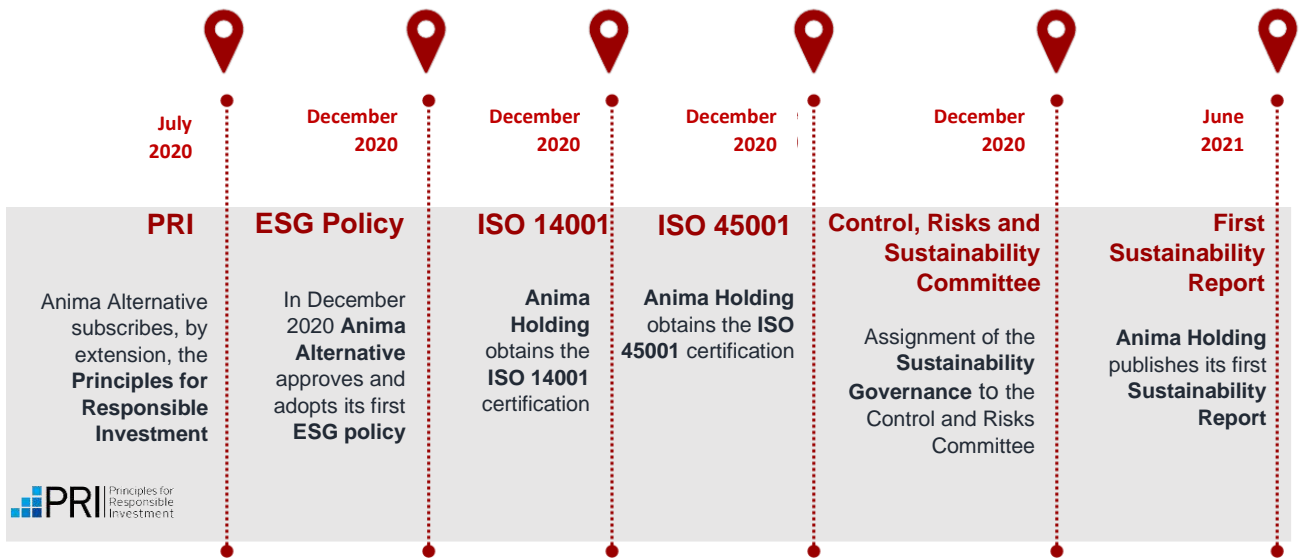 July
2020
PRI
Anima Alternative
subscribes, by
extension, the
Principles for
Responsible
Investment
PRI
Principles for
Responsible
Investment
December
2020
ESG Policy
In December
2020 Anima
Alternative
approves and
adopts its first
ESG policy
December
2020
ISO 14001
Anima
Holding
obtains the
ISO 14001
certification
December
2020
ISO 45001
Anima Holding
obtains the ISO
45001 certification
December
2020
Control, Risks and
Sustainability
Committee
Assignment of the
Sustainability
Governance to the
Control and Risks
Committee
June
2021
First
Sustainability
Report
Anima Holding
publishes its first
Sustainability
Report